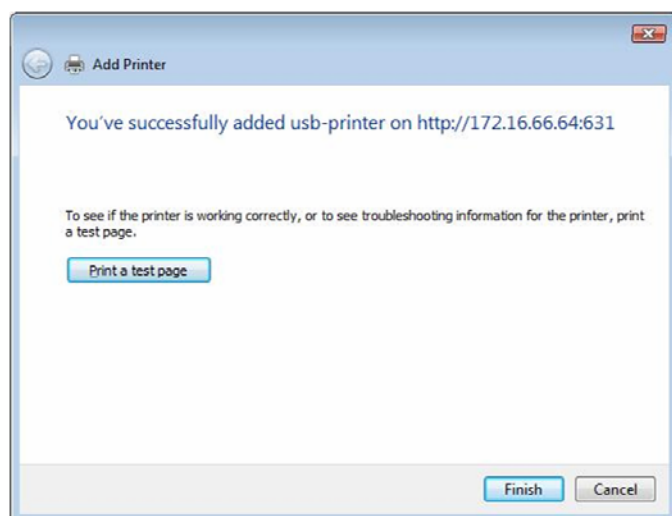 Add Printer
You've successfully added usb-printer on http://172.16.66.64:631
To see if the printer is working correctly, or to see troubleshooting information for the printer, print
a test page.
Print a test page
Finish Cancel